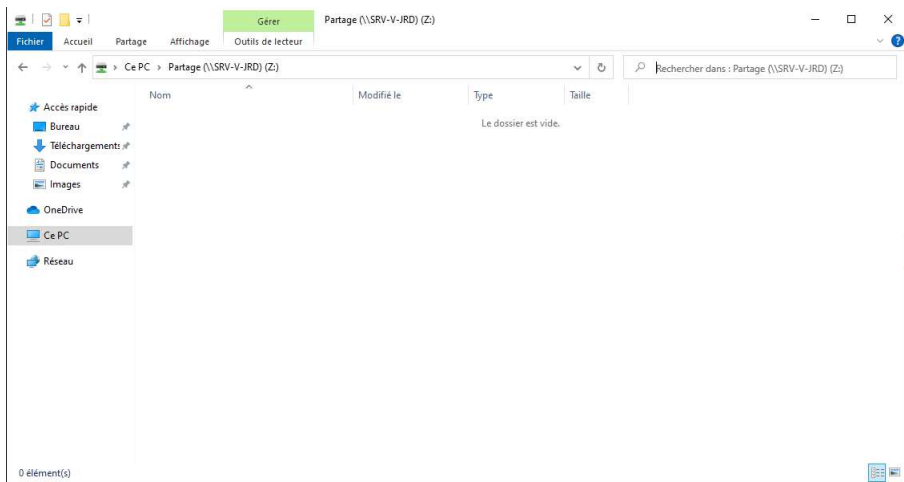 Gérer Partage (\\SRV-V-JRD) (Z:)
Fichier Accueil Partage Affichage Outils de lecteur
Ce PC Partage (\\SRV-V-JRD) (Z:) Rechercher dans : Partage (\\SRV-V-JRD) (Z:)
Nom Modifié le Type Taille
Le dossier est vide.
Accès rapide
Bureau
Téléchargements
Documents
Images
OneDrive
Ce PC
Réseau
0 élément(s)